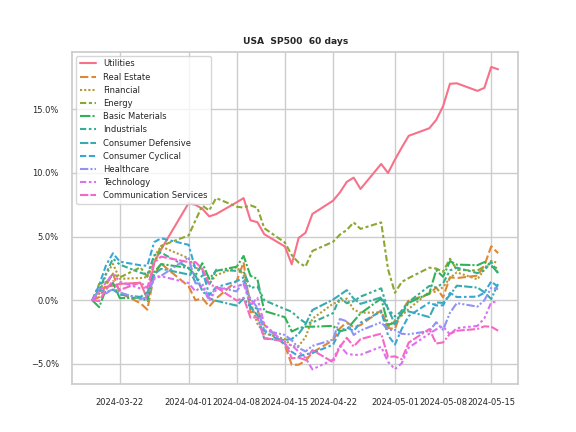 USA SP500 60 days
Utilities
Real Estate
Financial
Energy
Basic Materials
Industrials
Consumer Defensive
Consumer Cyclical
Healthcare
Technology
Communication Services
15.0%
10.0%
5.0%
0.0%
−5.0%
2024-03-22 2024-04-01 2024-04-08 2024-04-15 2024-04-22 2024-05-01 2024-05-08 2024-05-15